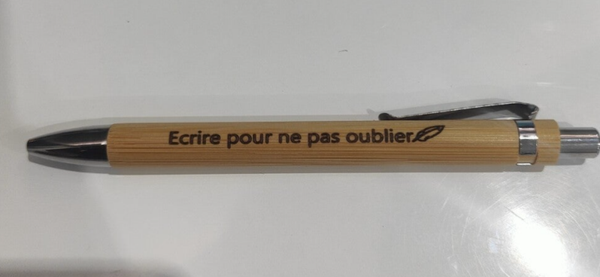 Ecrire pour ne pas oublier